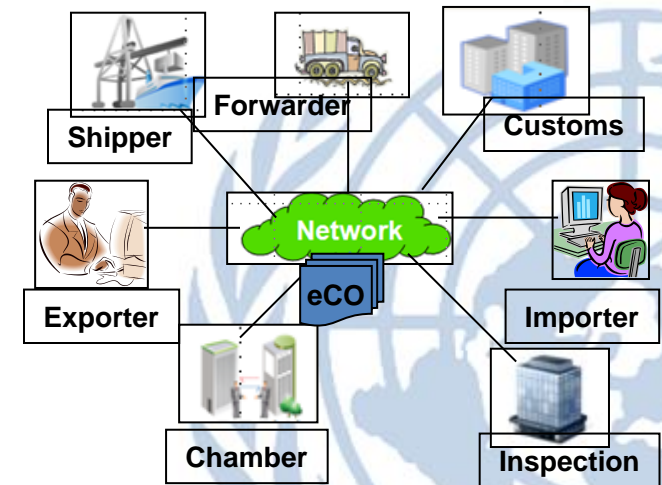 Forwarder
Shipper
Customs
Network
eCO
Exporter
Importer
Chamber
Inspection